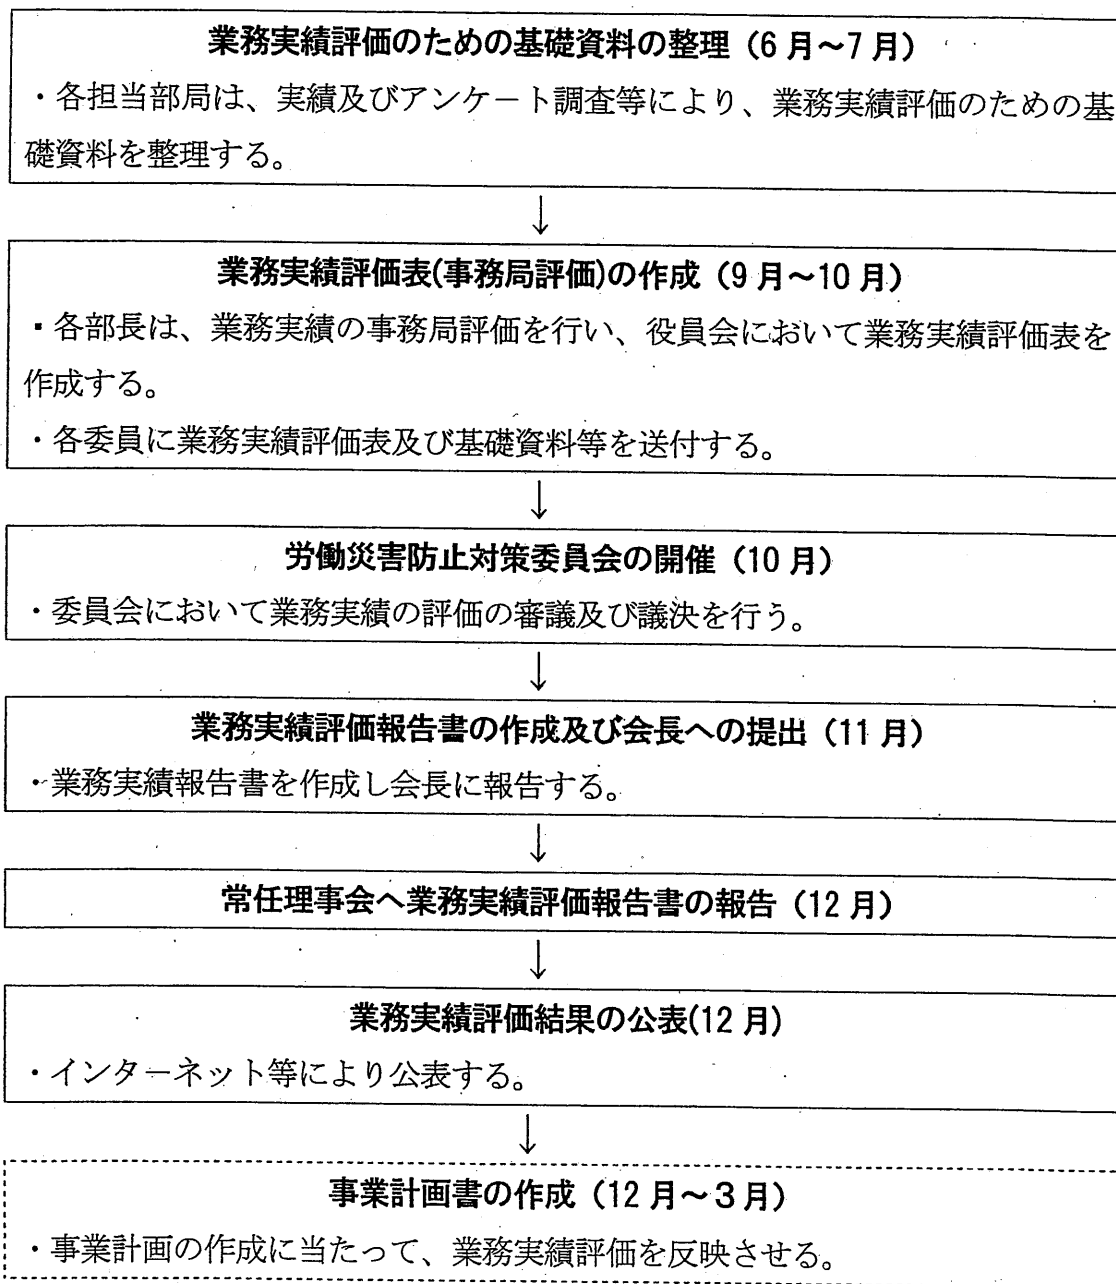 業務実績評価のための基礎資料の整理（6月～7月）
・各担当部局は、実績及びアンケート調査等により、業務実績評価のための基
礎資料を整理する。
↓
業務実績評価表(事務局評価)の作成（9月～10月）
・各部長は、業務実績の事務局評価を行い、役員会において業務実績評価表を
作成する。
・各委員に業務実績評価表及び基礎資料等を送付する。
↓
労働災害防止対策委員会の開催（10月）
・委員会において業務実績の評価の審議及び議決を行う。
↓
業務実績評価報告書の作成及び会長への提出（11月）
・業務実績報告書を作成し会長に報告する。
↓
常任理事会へ業務実績評価報告書の報告（12月）
↓
業務実績評価結果の公表(12月)
・インターネット等により公表する。
↓
事業計画書の作成（12月～３月）
・事業計画の作成に当たって、業務実績評価を反映させる。